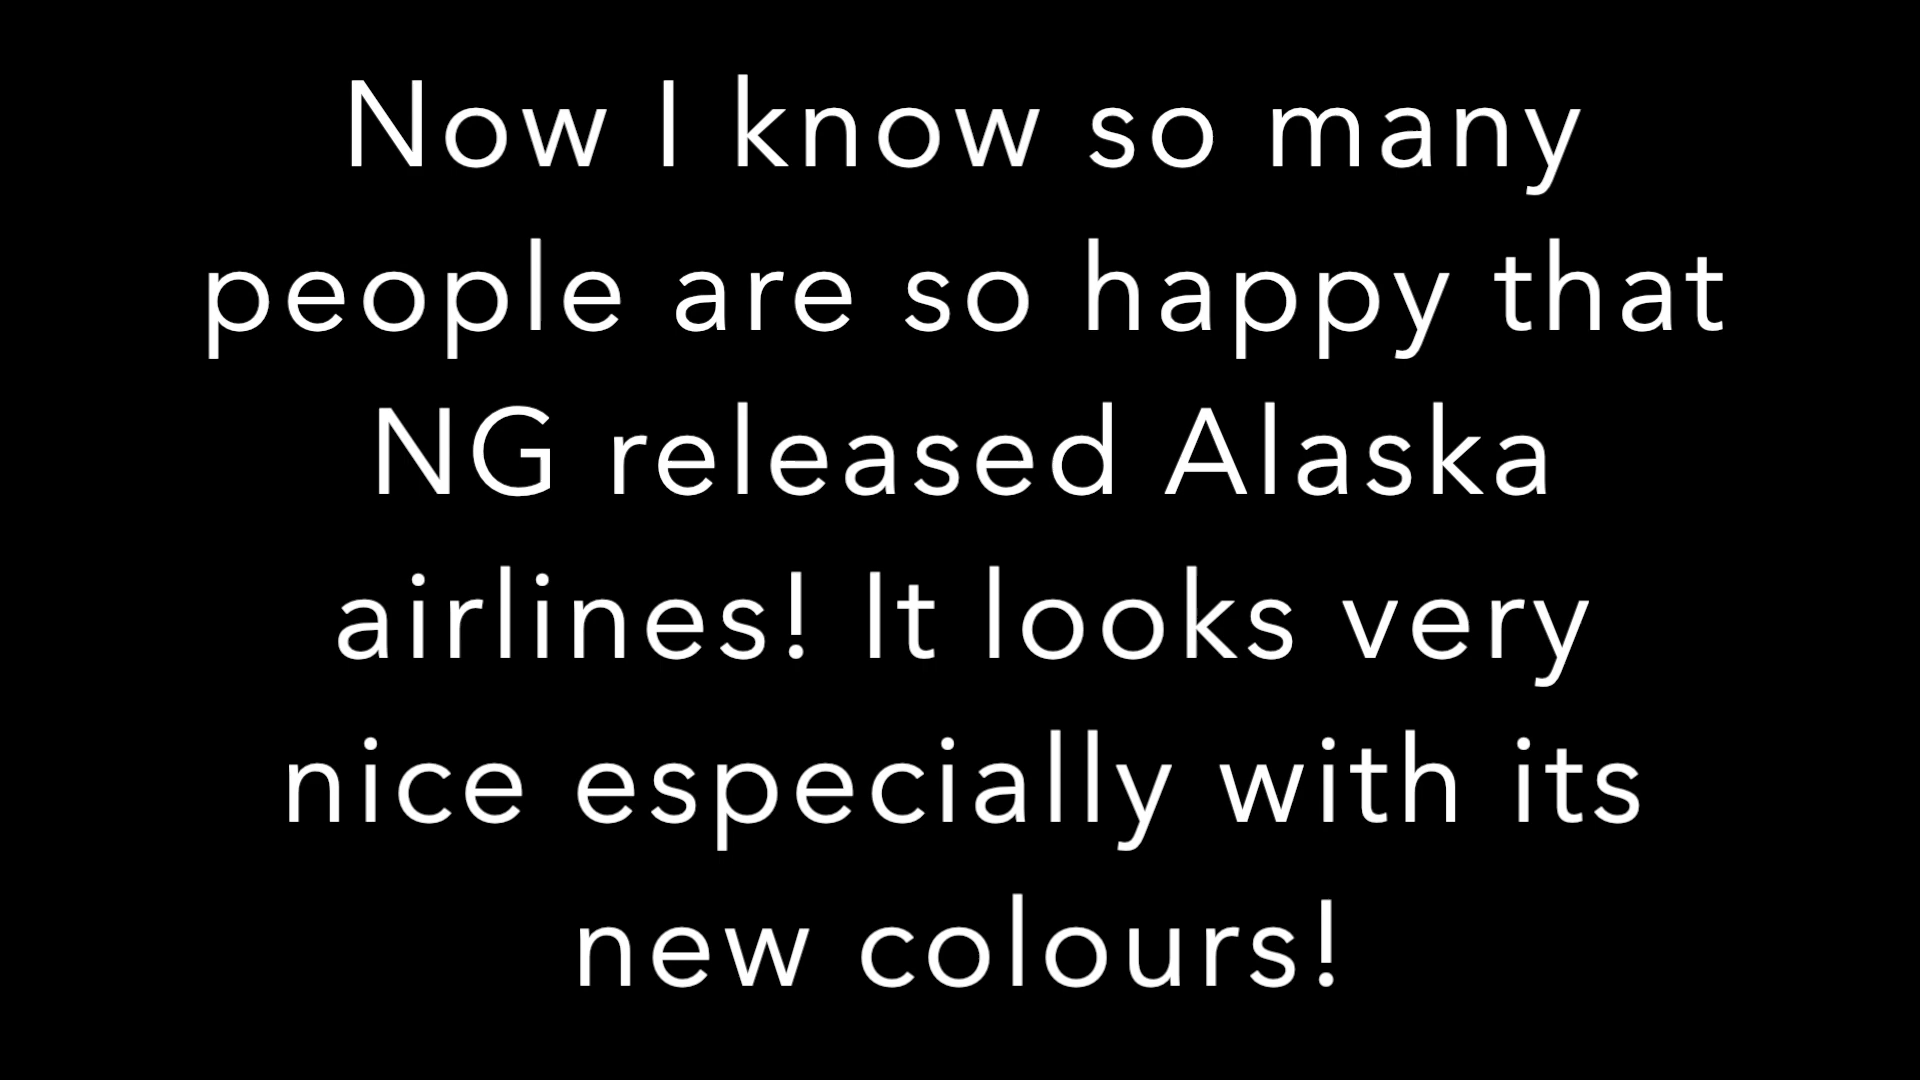 Now I know so many
people are so happy that
NG released Alaska
airlines! It looks very
nice especially with its
new colours!